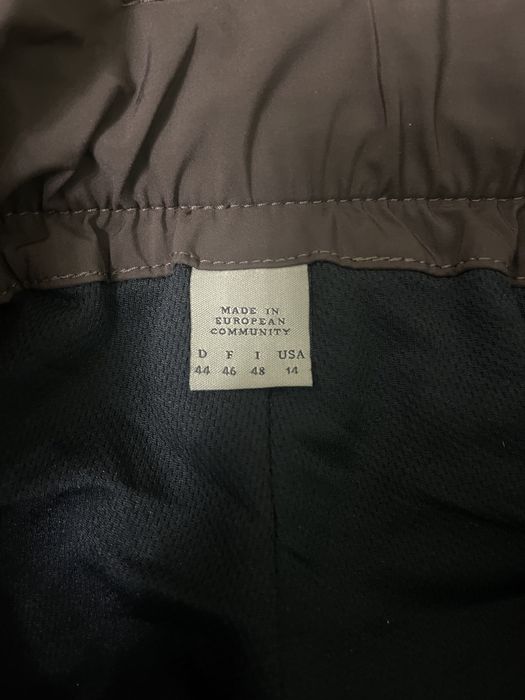 MADE IN
EUROPEAN
COMMUNITY
D F I USA
44 46 48 14